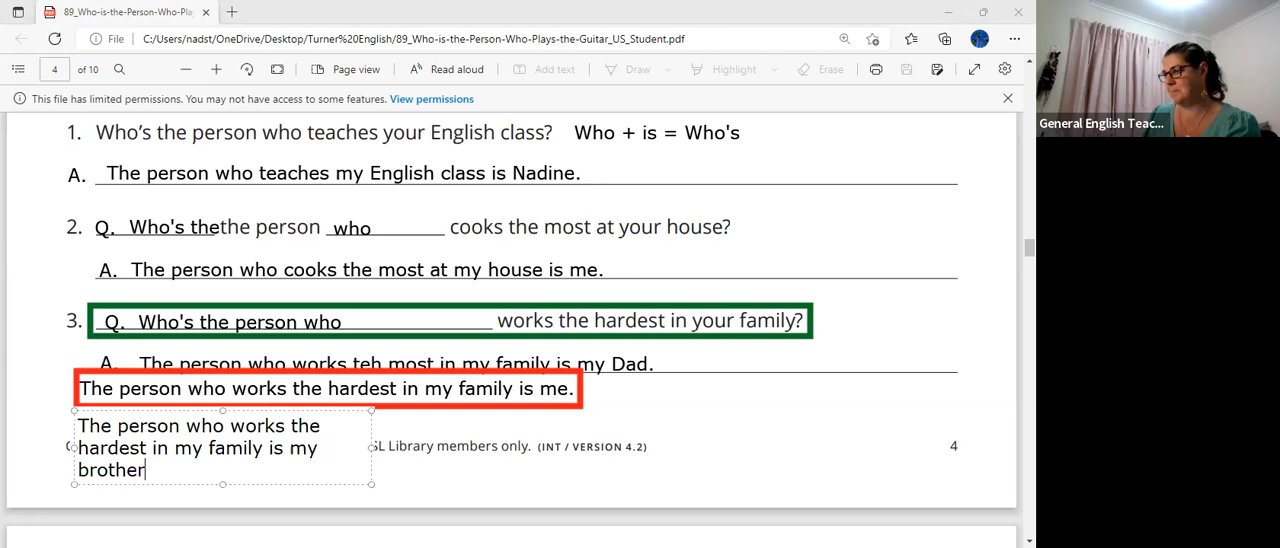 89_Who-is-the-Person-Who-Pla
File C:/Users/nadst/OneDrive/Desktop/Turner%20English/89_Who-is-the-Person-Who-Plays-the-Guitar_US_Student.pdf
4 of 10 Page view Read aloud Add text Draw Highlight Erase
This file has limited permissions. You may not have access to some features. View permissions
General English Teac...
1. Who's the person who teaches your English class? Who + is = Who's
A. The person who teaches my English class is Nadine.
2. Q. Who's the the person who cooks the most at your house?
A. The person who cooks the most at my house is me.
3. Q. Who's the person who works the hardest in your family?
A. The person who works teh most in my family is my Dad.
The person who works the hardest in my family is me.
The person who works the
hardest in my family is my
brother
SL Library members only. (INT / VERSION 4.2) 4